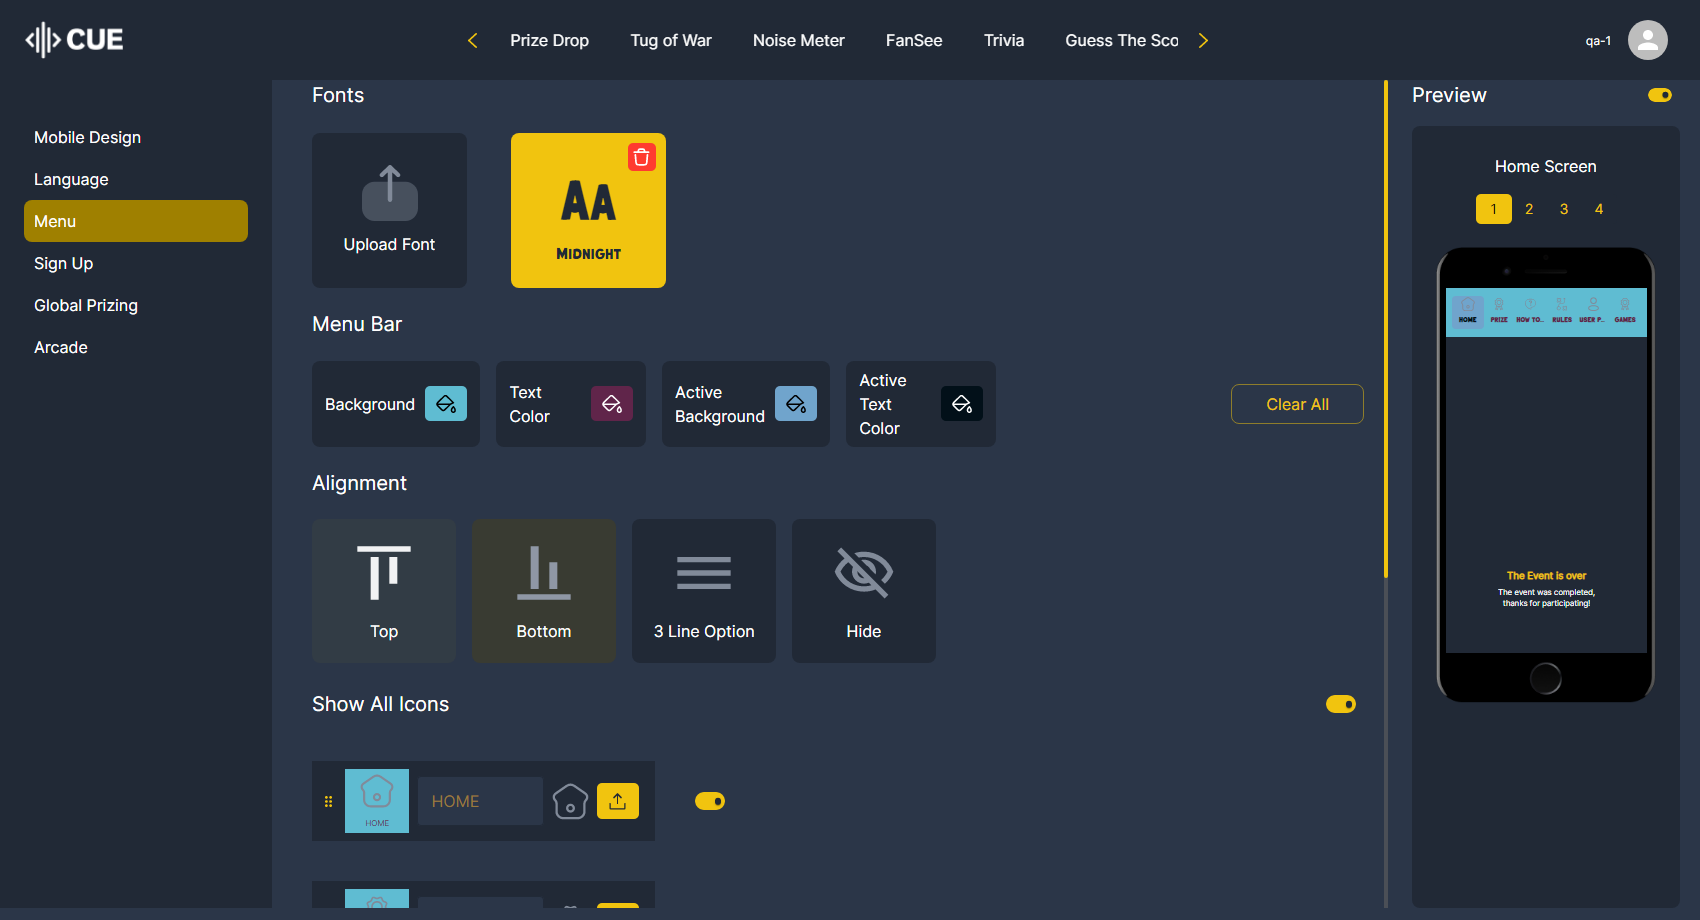 CUE
Prize Drop
Tug of War
Noise Meter
FanSee
Trivia
Guess The Sco
qa-1
Mobile Design
Language
Menu
Sign Up
Global Prizing
Arcade
Fonts
Upload Font
AA
MIDNIGHT
Menu Bar
Background
Text
Color
Active
Background
Active
Text
Color
Clear All
Alignment
Top
Bottom
3 Line Option
Hide
Show All Icons
HOME
HOME
Preview
Home Screen
1 2 3 4
HOME PRIZE HOW TO.. RULES USER P.. GAMES
The Event is over
The event was completed,
thanks for participating!